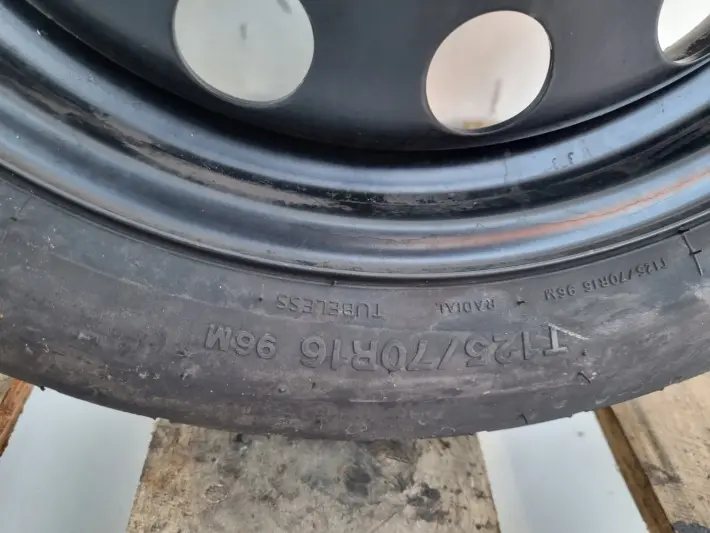 T125/70R16 96M
RADIAL
TUBELESS
T125/70R16 96M